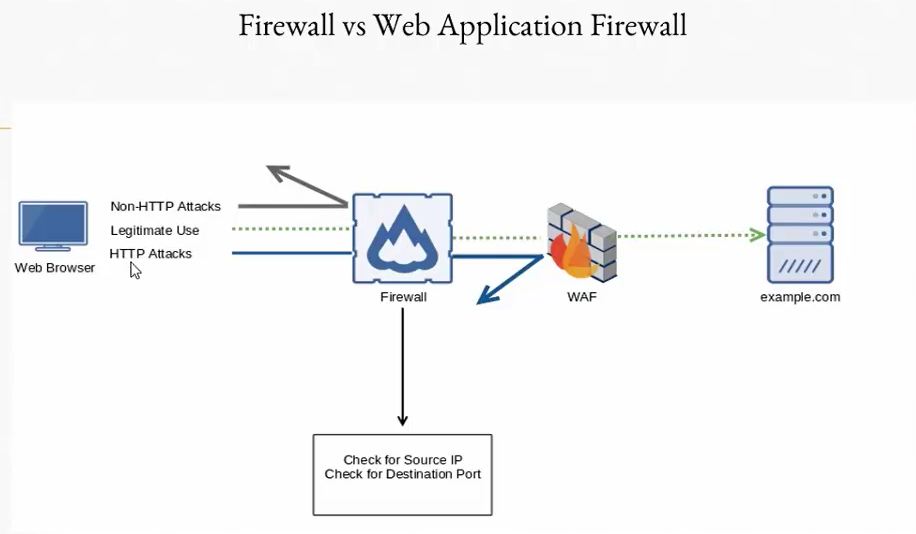 Firewall vs Web Application Firewall
Non-HTTP Attacks
Legitimate Use
HTTP Attacks
Web Browser
Firewall
WAF
example.com
Check for Source IP
Check for Destination Port